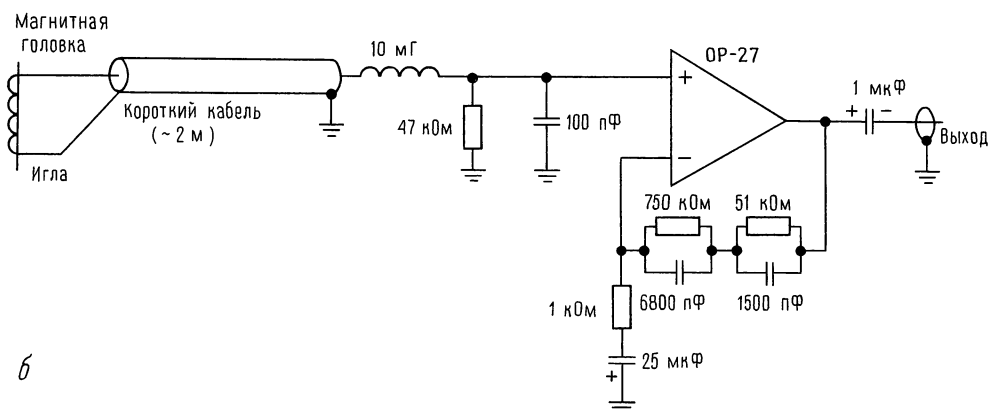 Магнитная
головка
10 мГ
ОР-27
1 мкФ
+
+ −
Короткий кабель
(~2 м)
47 кОм
100 пФ
Выход
−
Игла
750 кОм
51 кОм
6800 пФ
1500 пФ
1 кОм
25 мкФ
+
б